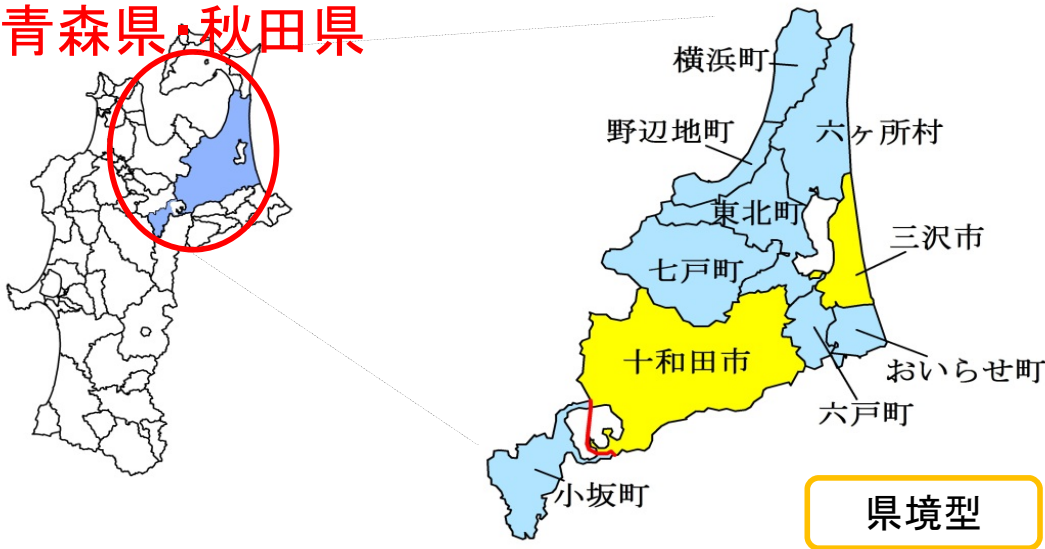 青森県・秋田県
横浜町
野辺地町
六ヶ所村
東北町
三沢市
七戸町
十和田市
おいらせ町
六戸町
小坂町
県境型